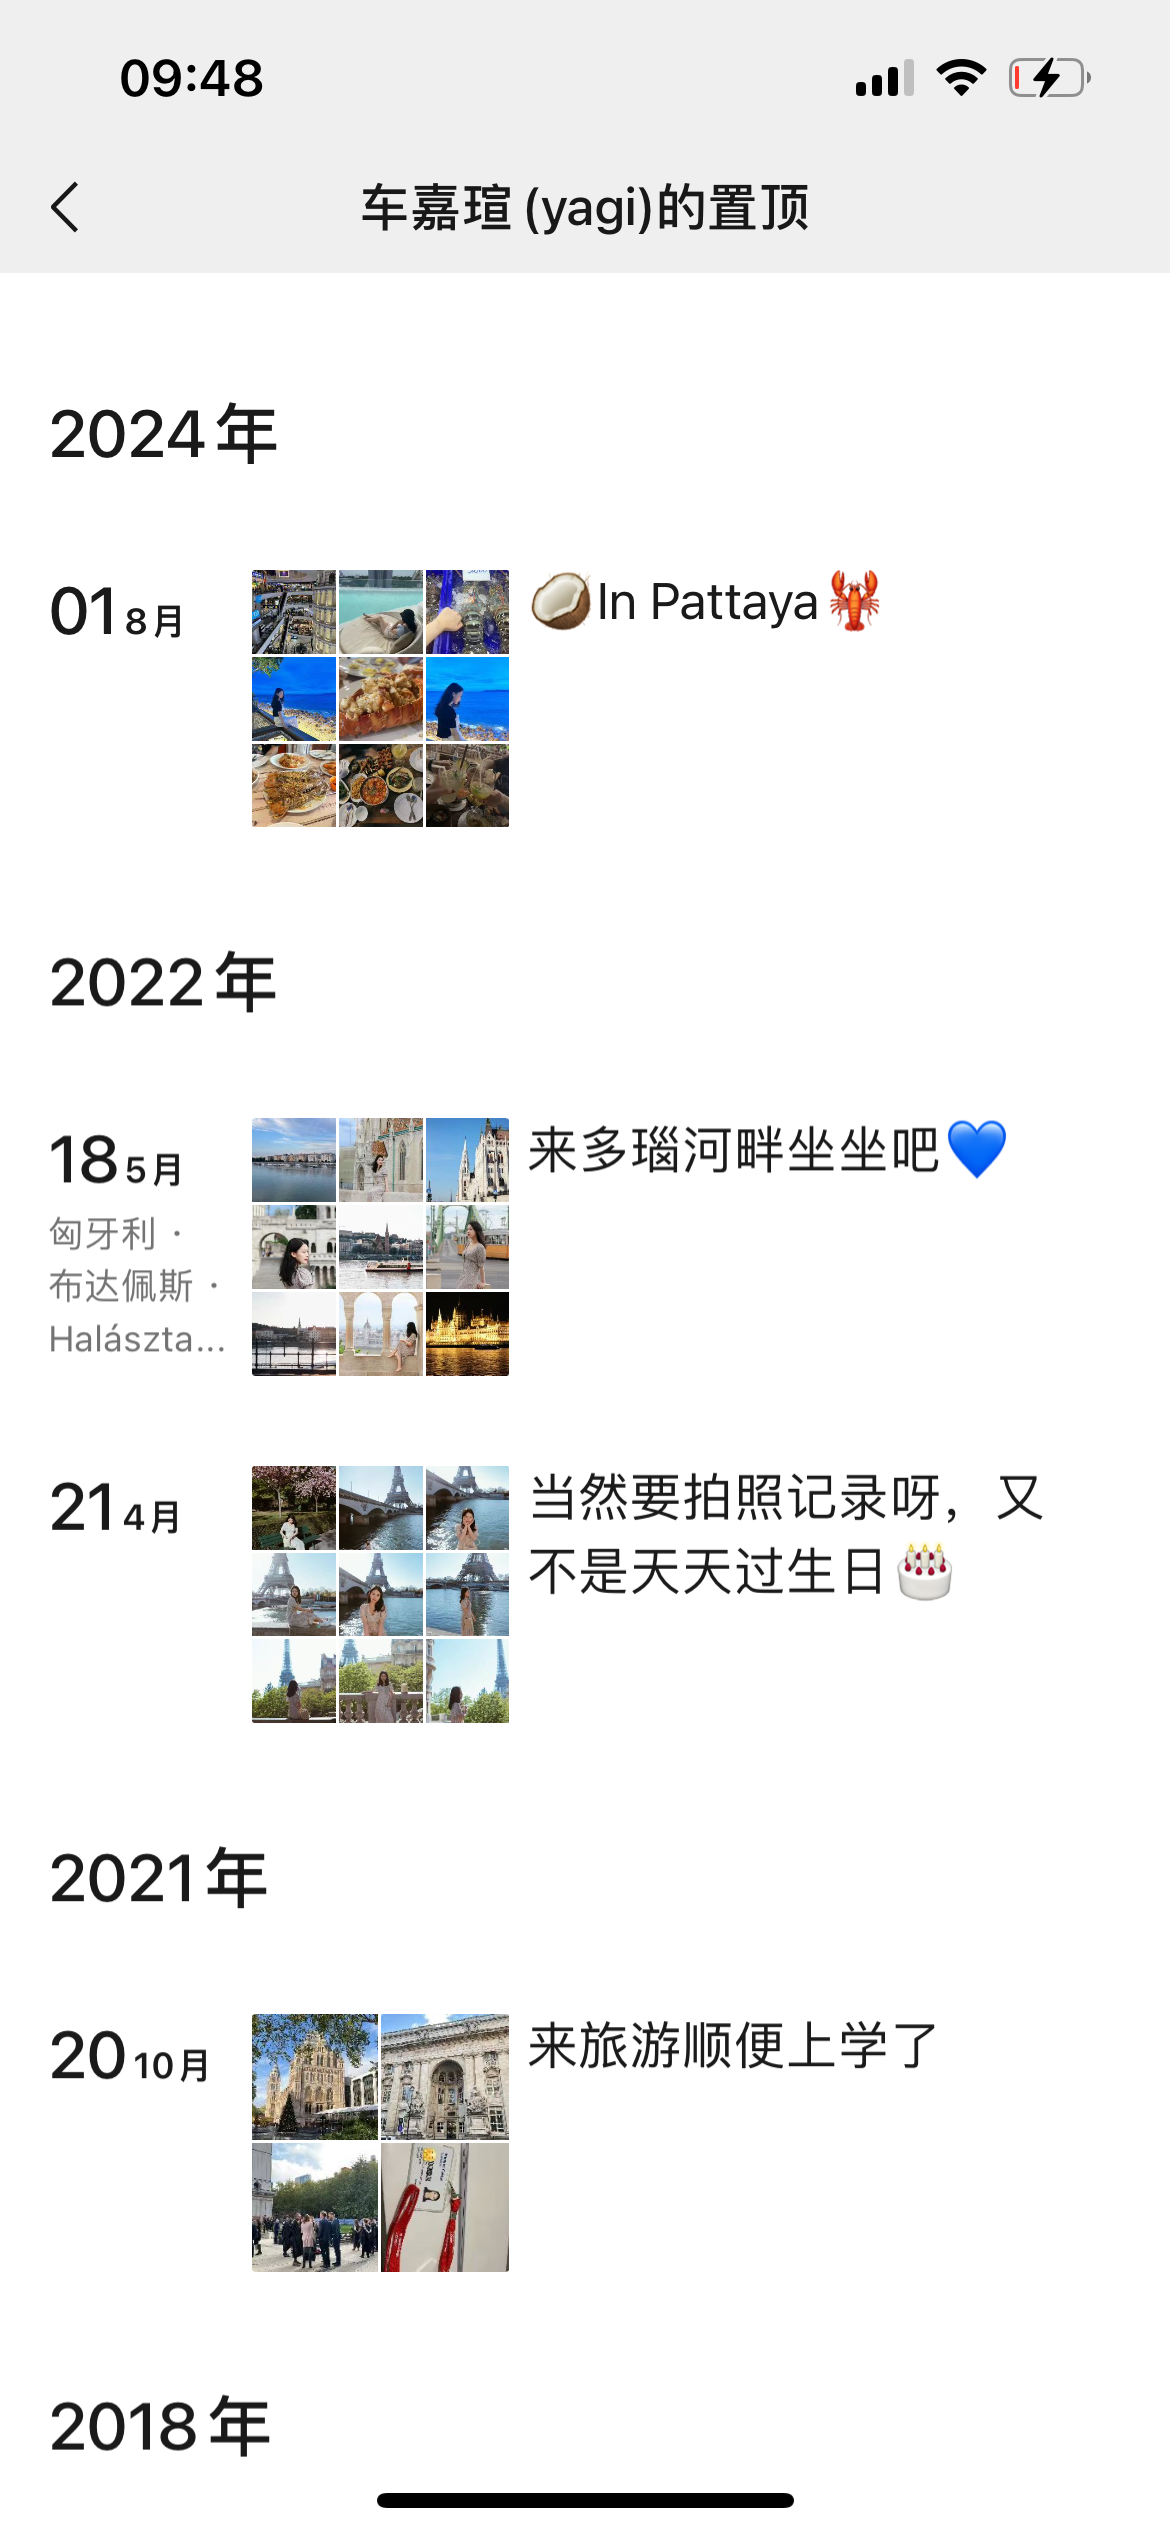 09:48
车嘉瑄 (yagi)的置顶
2024年
01 8月
🥥In Pattaya🦞
2022年
18 5月
来多瑙河畔坐坐吧💙
匈牙利 ·
布达佩斯 ·
Halászta...
21 4月
当然要拍照记录呀，又
不是天天过生日🎂
2021年
20 10月
来旅游顺便上学了
2018年